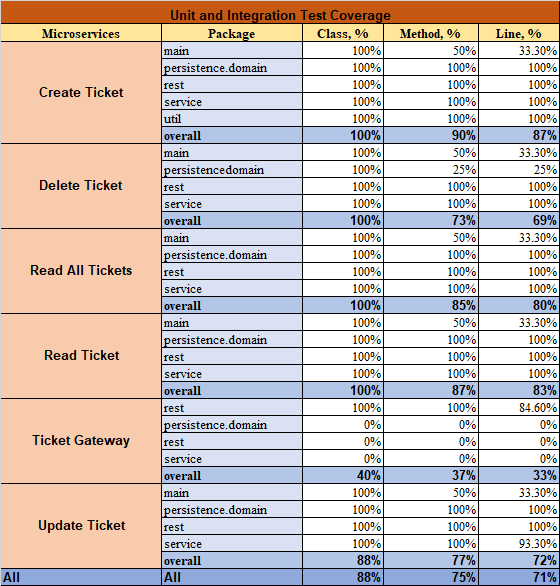 Unit and Integration Test Coverage
Microservices Package Class, % Method, % Line, %
Create Ticket
main 100% 50% 33.30%
persistence.domain 100% 100% 100%
rest 100% 100% 100%
service 100% 100% 100%
util 100% 100% 100%
overall 100% 90% 87%
Delete Ticket
main 100% 50% 33.30%
persistencedomain 100% 25% 25%
rest 100% 100% 100%
service 100% 100% 100%
overall 100% 73% 69%
Read All Tickets
main 100% 50% 33.30%
persistence.domain 100% 100% 100%
rest 100% 100% 100%
service 100% 100% 100%
overall 100% 85% 80%
Read Ticket
main 100% 50% 33.30%
persistence.domain 100% 100% 100%
rest 100% 100% 100%
service 100% 100% 100%
overall 100% 87% 83%
Ticket Gateway
rest 100% 100% 84.60%
persistence.domain 0% 0% 0%
rest 0% 0% 0%
service 0% 0% 0%
overall 40% 37% 33%
Update Ticket
main 100% 50% 33.30%
persistence.domain 100% 100% 100%
rest 100% 100% 100%
service 100% 100% 93.30%
overall 88% 77% 72%
All All 88% 75% 71%